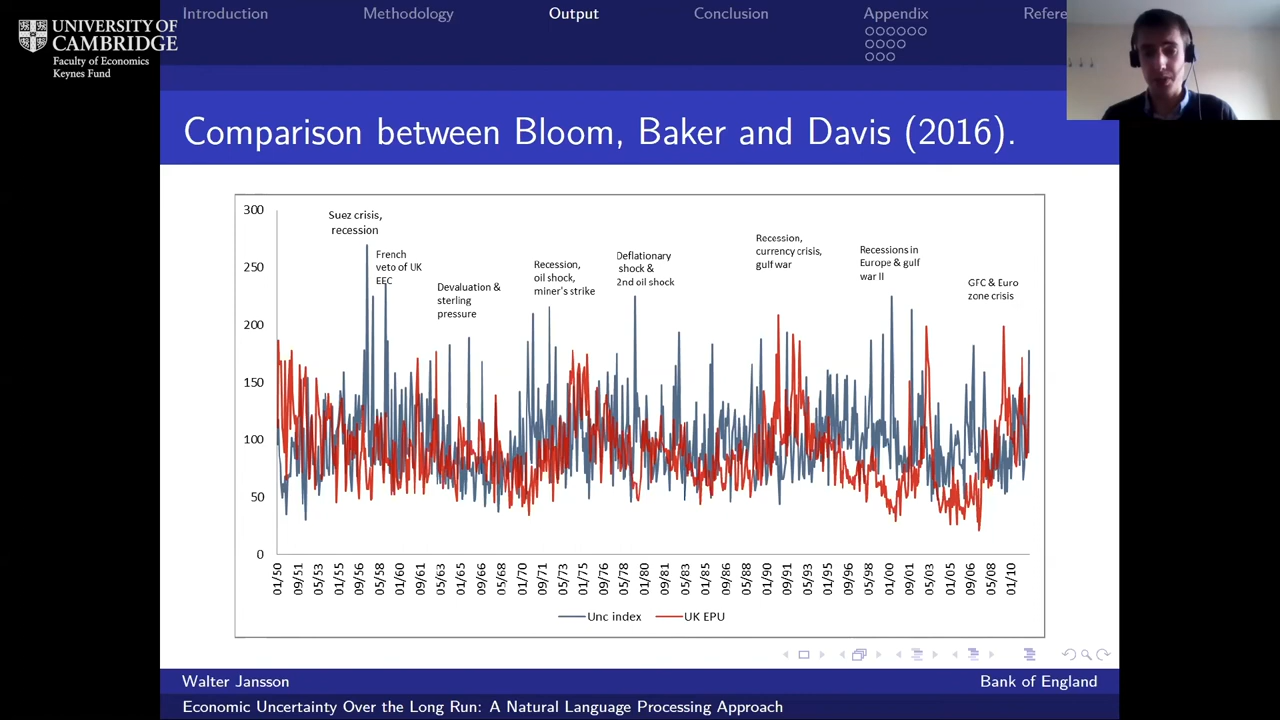 UNIVERSITY OF
CAMBRIDGE
Faculty of Economics
Keynes Fund
Introduction Methodology Output Conclusion Appendix Refere
Comparison between Bloom, Baker and Davis (2016).
300
250
200
150
100
50
0
Suez crisis,
recession
French
veto of UK
EEC
Devaluation &
sterling
pressure
Recession,
oil shock,
miner's strike
Deflationary
shock &
2nd oil shock
Recession,
currency crisis,
gulf war
Recessions in
Europe & gulf
war II
GFC & Euro
zone crisis
01/50
09/51
05/53
01/55
09/56
05/58
01/60
09/61
05/63
01/65
09/66
05/68
01/70
09/71
05/73
01/75
09/76
05/78
01/80
09/81
05/83
01/85
09/86
05/88
01/90
09/91
05/93
01/95
09/96
05/98
01/00
09/01
05/03
01/05
09/06
05/08
01/10
Unc index UK EPU
Walter Jansson Bank of England
Economic Uncertainty Over the Long Run: A Natural Language Processing Approach